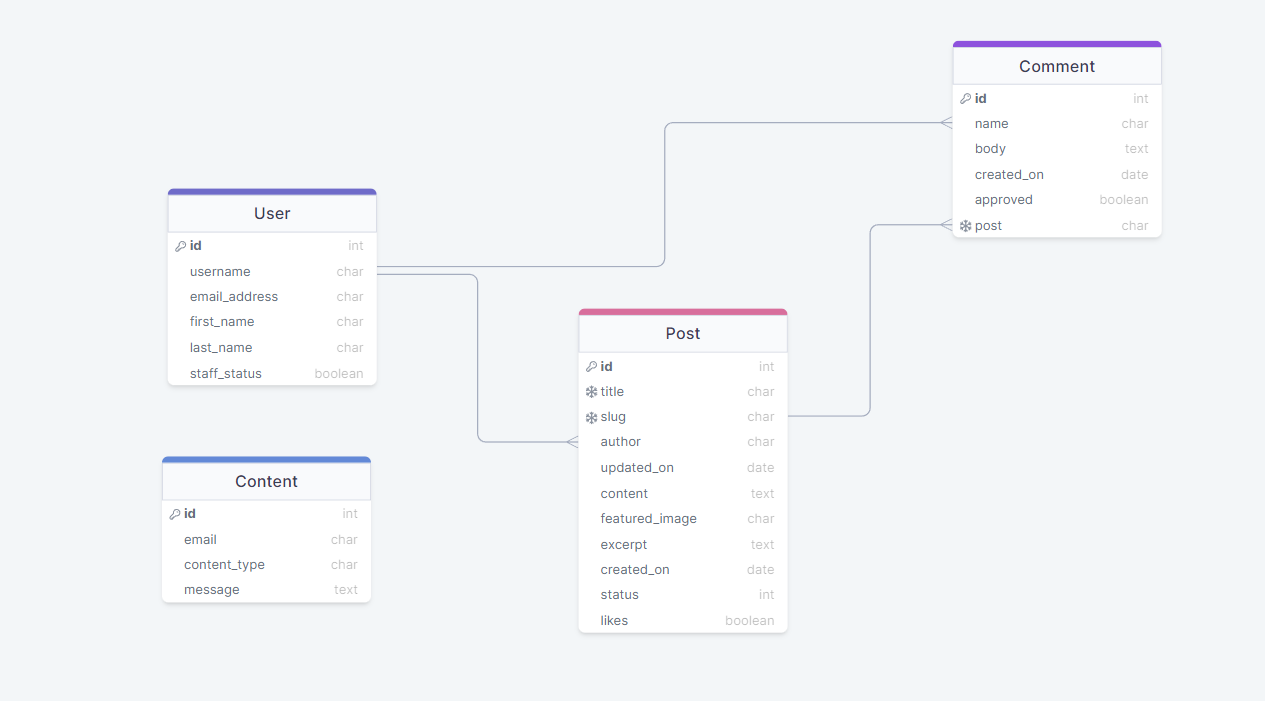 Comment
id int
name char
body text
created_on date
approved boolean
post char
User
id int
username char
email_address char
first_name char
last_name char
staff_status boolean
Post
id int
title char
slug char
author char
updated_on date
content text
featured_image char
excerpt text
created_on date
status int
likes boolean
Content
id int
email char
content_type char
message text